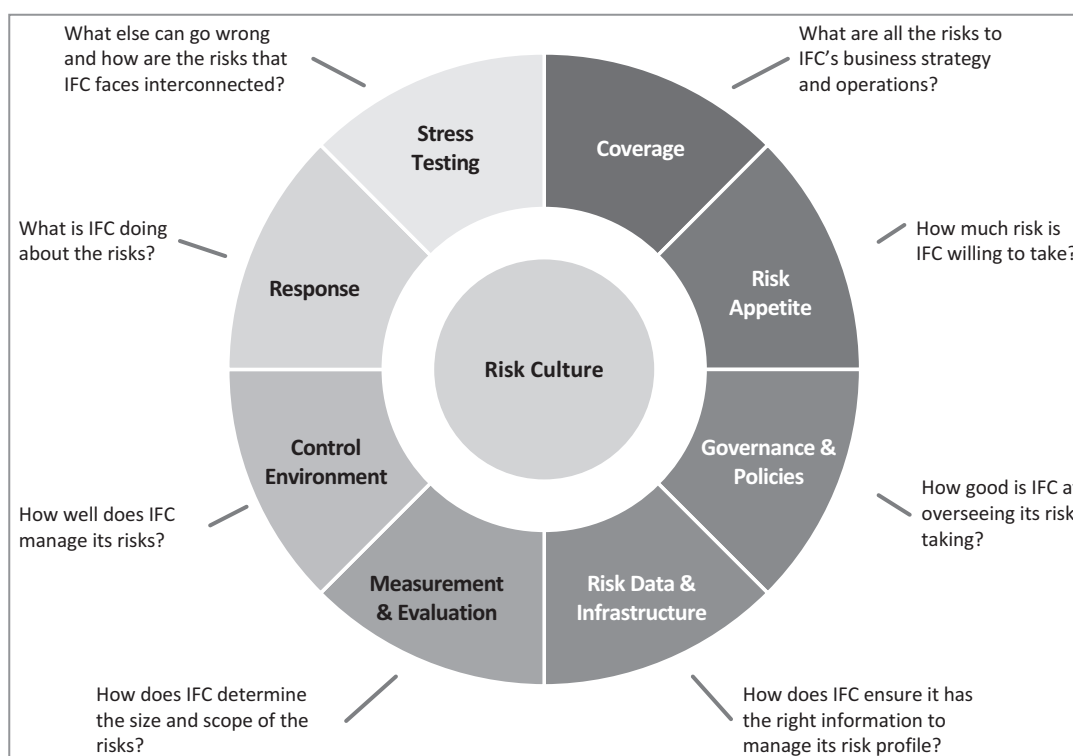 What else can go wrong
and how are the risks that
IFC faces interconnected?
What are all the risks to
IFC's business strategy
and operations?
Stress
Testing
Coverage
What is IFC doing
about the risks?
How much risk is
IFC willing to take?
Response
Risk
Appetite
Risk Culture
Control
Environment
Governance &
Policies
How well does IFC
manage its risks?
How good is IFC at
overseeing its risk
taking?
Measurement
& Evaluation
Risk Data &
Infrastructure
How does IFC determine
the size and scope of the
risks?
How does IFC ensure it has
the right information to
manage its risk profile?